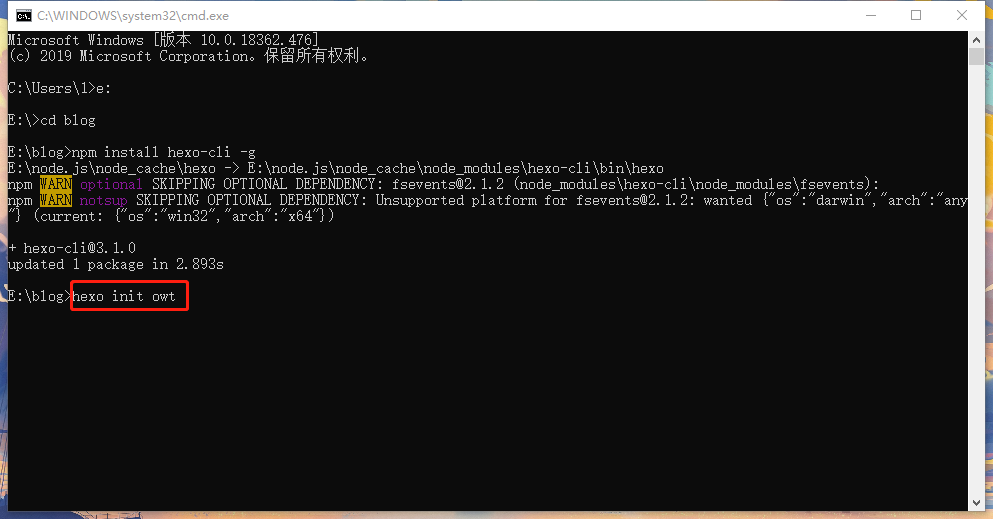 C:\WINDOWS\system32\cmd.exe
Microsoft Windows [版本 10.0.18362.476]
(c) 2019 Microsoft Corporation。保留所有权利。
C:\Users\1>e:
E:\>cd blog
E:\blog>npm install hexo-cli -g
E:\node.js\node_cache\hexo -> E:\node.js\node_cache\node_modules\hexo-cli\bin\hexo
npm WARN optional SKIPPING OPTIONAL DEPENDENCY: fsevents@2.1.2 (node_modules\hexo-cli\node_modules\fsevents):
npm WARN notsup SKIPPING OPTIONAL DEPENDENCY: Unsupported platform for fsevents@2.1.2: wanted {"os":"darwin","arch":"any
"} (current: {"os":"win32","arch":"x64"})
+ hexo-cli@3.1.0
updated 1 package in 2.893s
E:\blog>hexo init owt